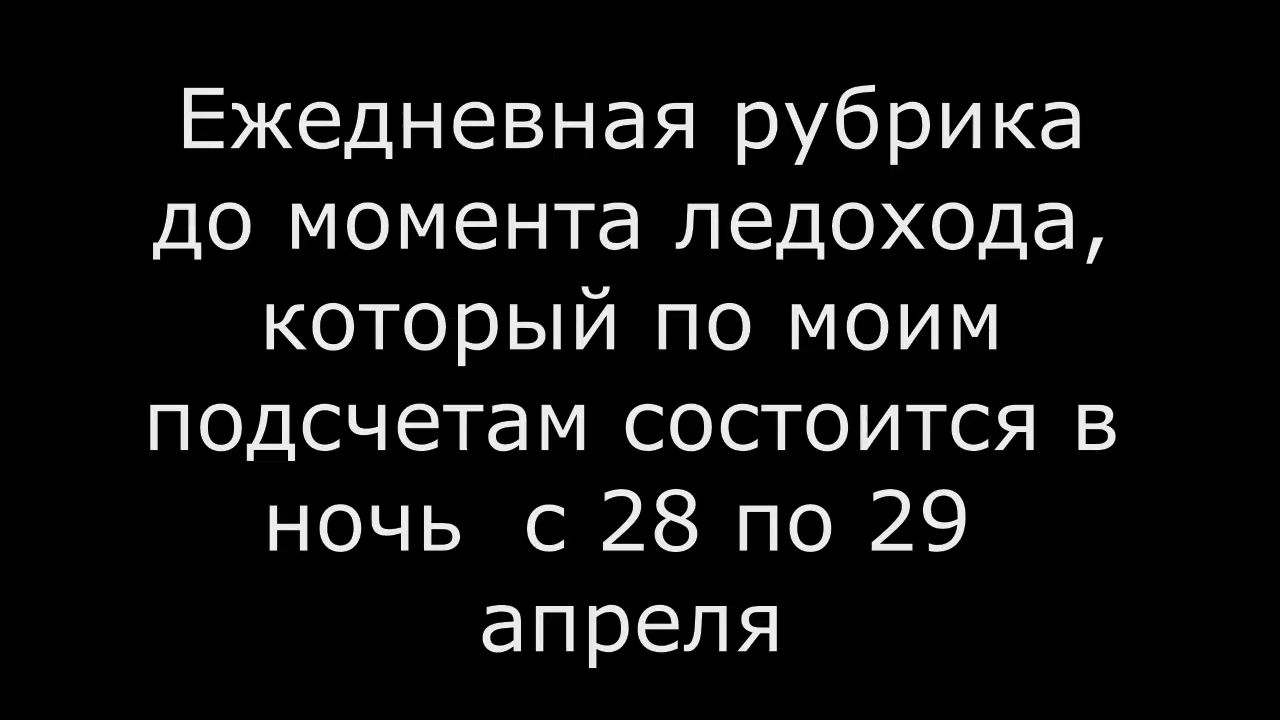 Ежедневная рубрика
до момента ледохода,
который по моим
подсчетам состоится в
ночь  с 28 по 29
апреля